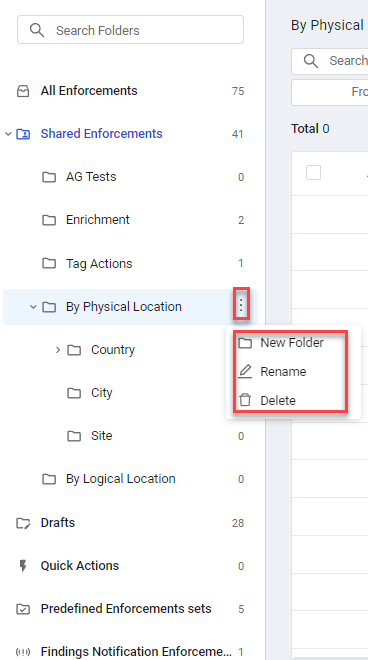 Search Folders
All Enforcements 75
Shared Enforcements 41
AG Tests 0
Enrichment 2
Tag Actions 1
By Physical Location
Country
City
Site 0
By Logical Location 0
Drafts 28
Quick Actions 0
Predefined Enforcements sets 5
Findings Notification Enforceme... 1
New Folder
Rename
Delete
By Physical
Search
Fro
Total 0